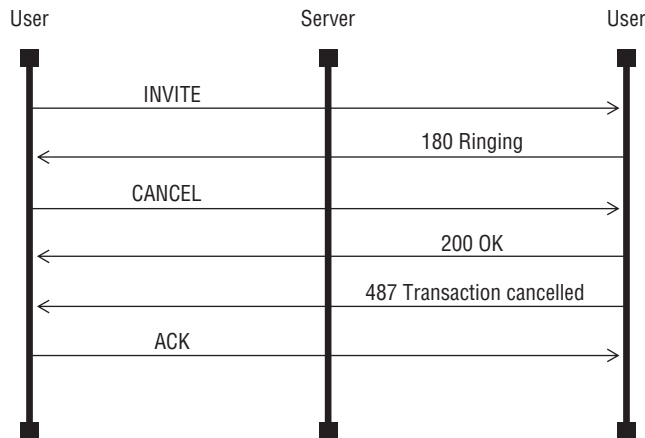 User Server User
INVITE
180 Ringing
CANCEL
200 OK
487 Transaction cancelled
ACK